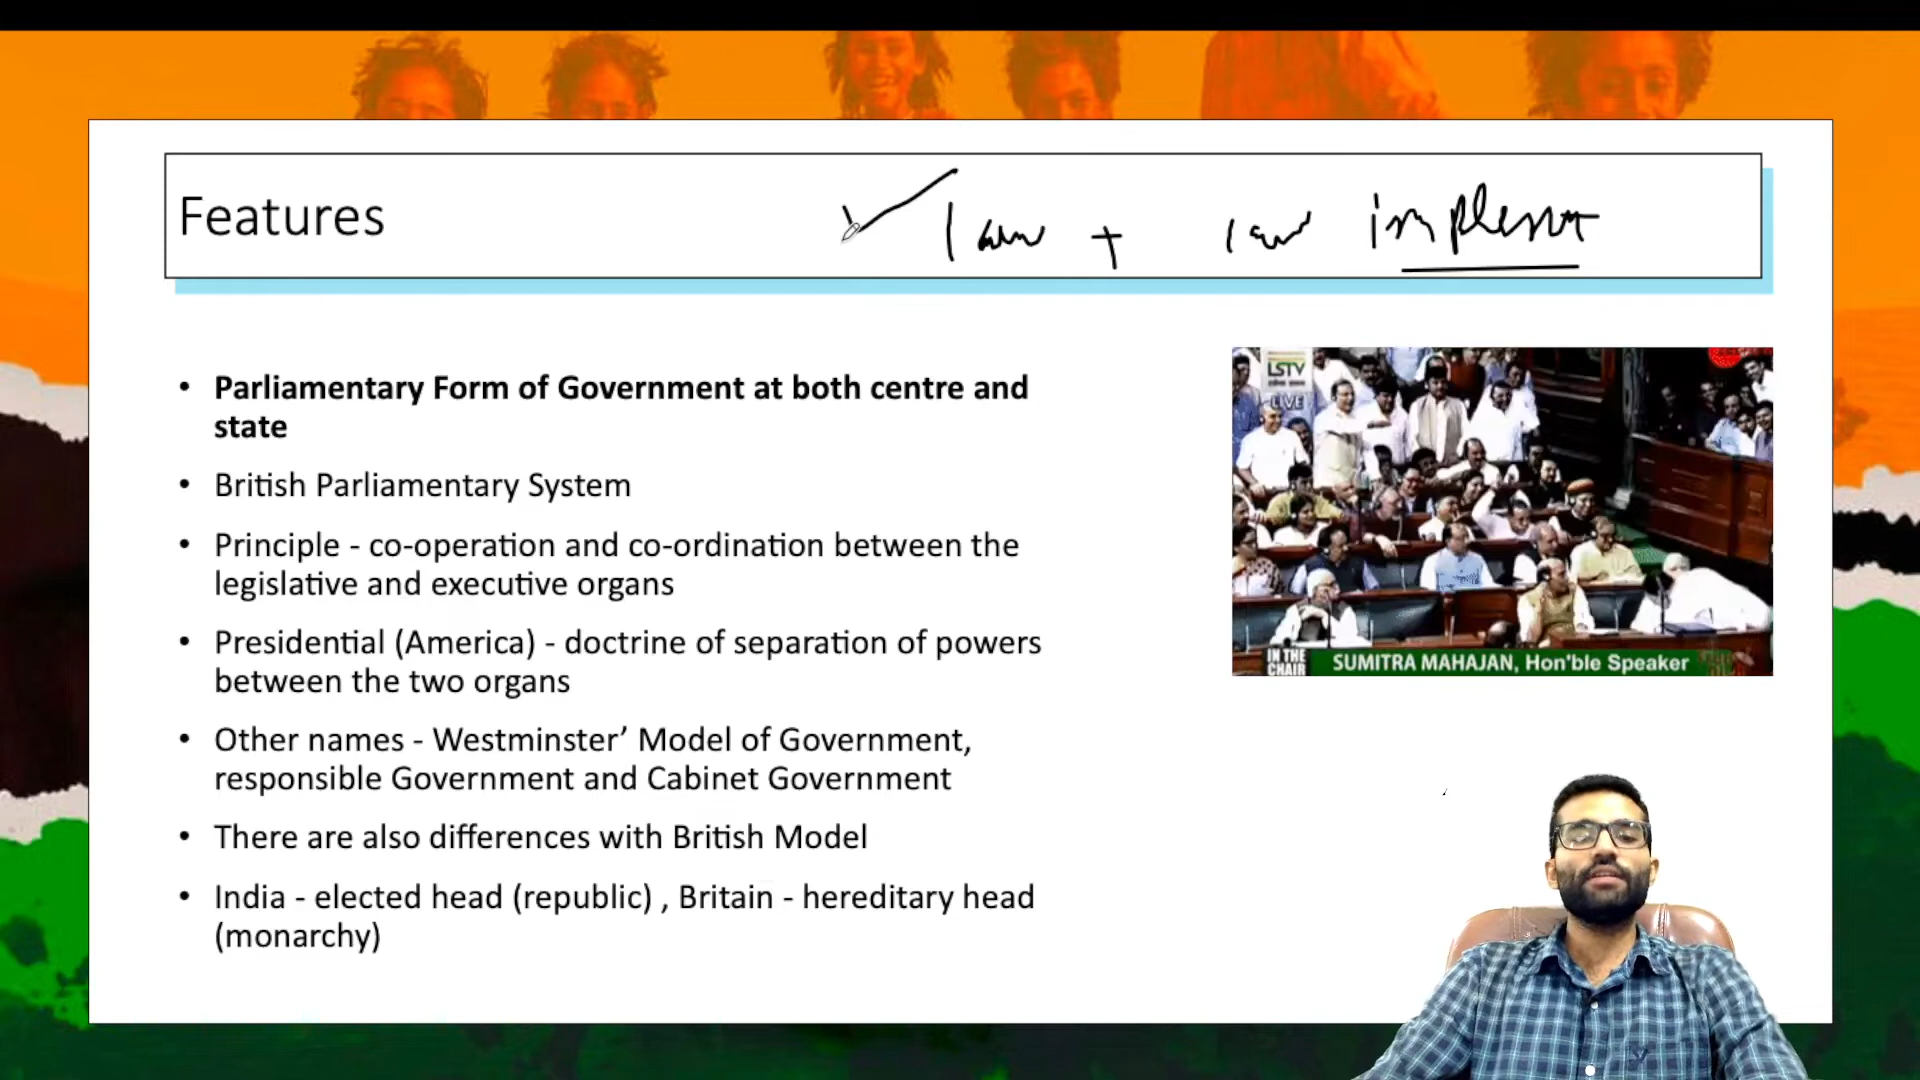 Features
law + law implement
• Parliamentary Form of Government at both centre and
state
• British Parliamentary System
• Principle - co-operation and co-ordination between the
legislative and executive organs
• Presidential (America) - doctrine of separation of powers
between the two organs
• Other names - Westminster’ Model of Government,
responsible Government and Cabinet Government
• There are also differences with British Model
• India - elected head (republic) , Britain - hereditary head
(monarchy)
LSTV
LIVE
IN THE
CHAIR
SUMITRA MAHAJAN, Hon'ble Speaker